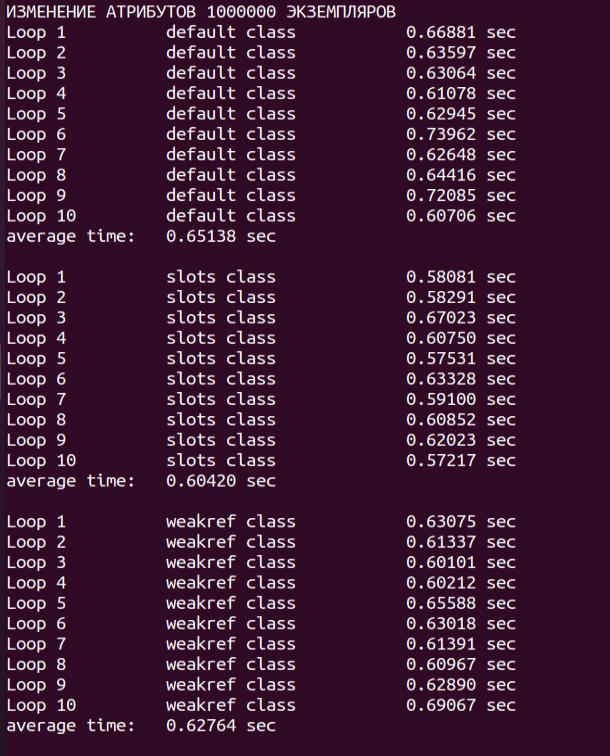 ИЗМЕНЕНИЕ АТРИБУТОВ 1000000 ЭКЗЕМПЛЯРОВ
Loop 1 default class 0.66881 sec
Loop 2 default class 0.63597 sec
Loop 3 default class 0.63064 sec
Loop 4 default class 0.61078 sec
Loop 5 default class 0.62945 sec
Loop 6 default class 0.73962 sec
Loop 7 default class 0.62648 sec
Loop 8 default class 0.64416 sec
Loop 9 default class 0.72085 sec
Loop 10 default class 0.60706 sec
average time: 0.65138 sec
Loop 1 slots class 0.58081 sec
Loop 2 slots class 0.58291 sec
Loop 3 slots class 0.67023 sec
Loop 4 slots class 0.60750 sec
Loop 5 slots class 0.57531 sec
Loop 6 slots class 0.63328 sec
Loop 7 slots class 0.59100 sec
Loop 8 slots class 0.60852 sec
Loop 9 slots class 0.62023 sec
Loop 10 slots class 0.57217 sec
average time: 0.60420 sec
Loop 1 weakref class 0.63075 sec
Loop 2 weakref class 0.61337 sec
Loop 3 weakref class 0.60101 sec
Loop 4 weakref class 0.60212 sec
Loop 5 weakref class 0.65588 sec
Loop 6 weakref class 0.63018 sec
Loop 7 weakref class 0.61391 sec
Loop 8 weakref class 0.60967 sec
Loop 9 weakref class 0.62890 sec
Loop 10 weakref class 0.69067 sec
average time: 0.62764 sec